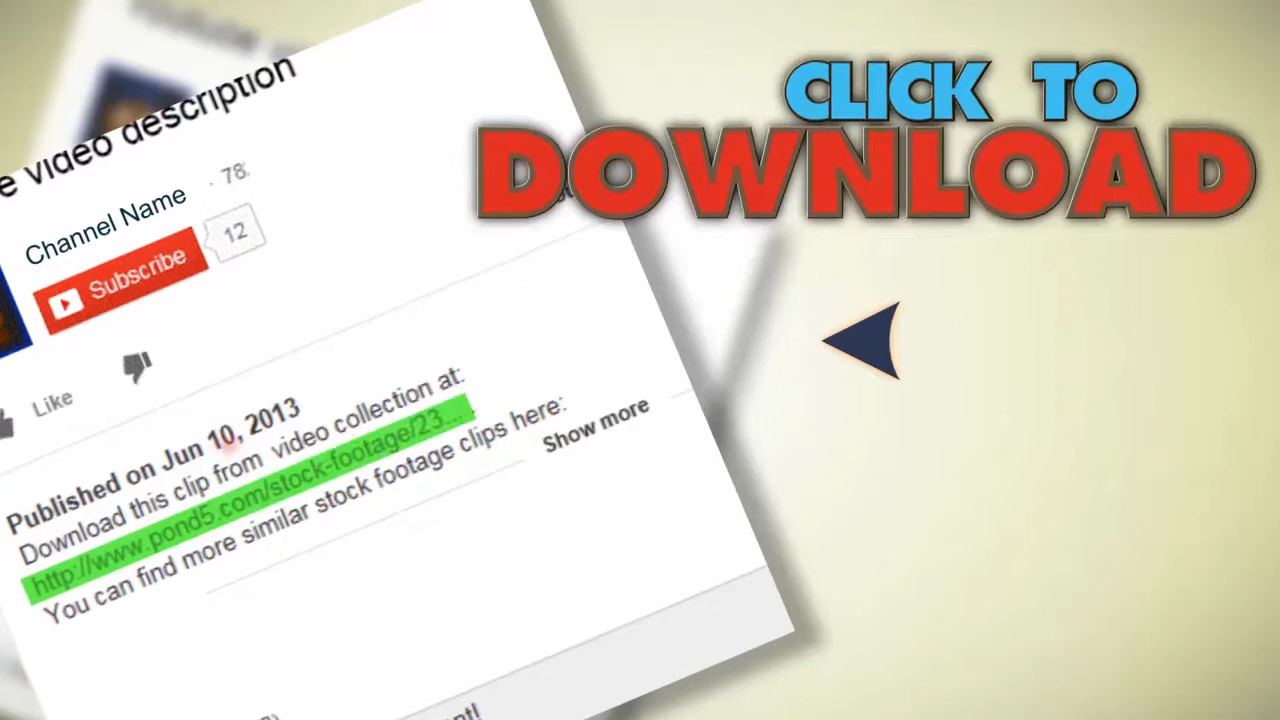 CLICK TO
DOWNLOAD
e video description
Channel Name
78
Subscribe
12
Like
Published on Jun 10, 2013
Download this clip from video collection at:
http://www.pond5.com/stock-footage/23...
You can find more similar stock footage clips here:
Show more